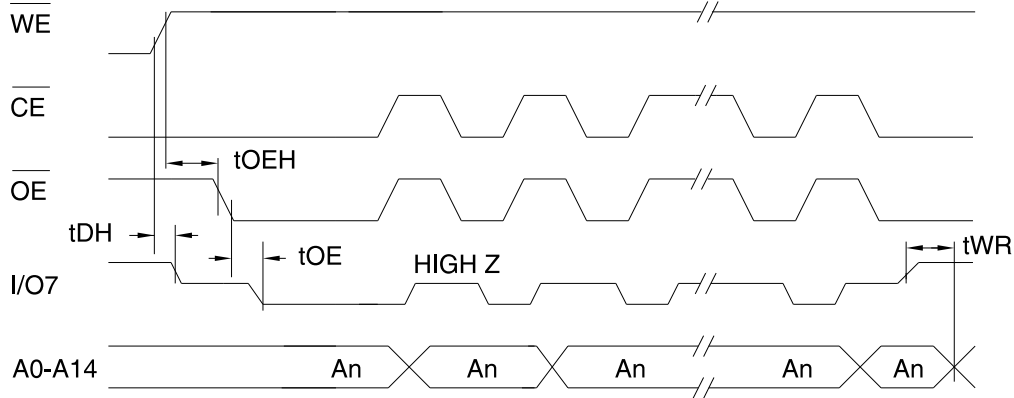 WE
CE
tOEH
OE
tDH
tOE
HIGH Z
tWR
I/O7
A0-A14 An An An An An